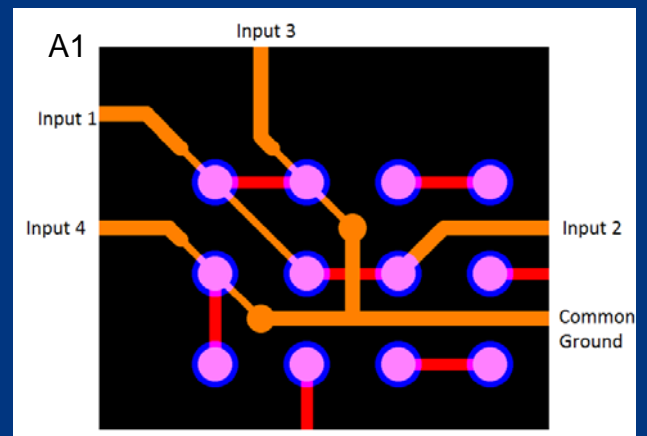 Input 3
A1
Input 1
Input 4
Input 2
Common
Ground